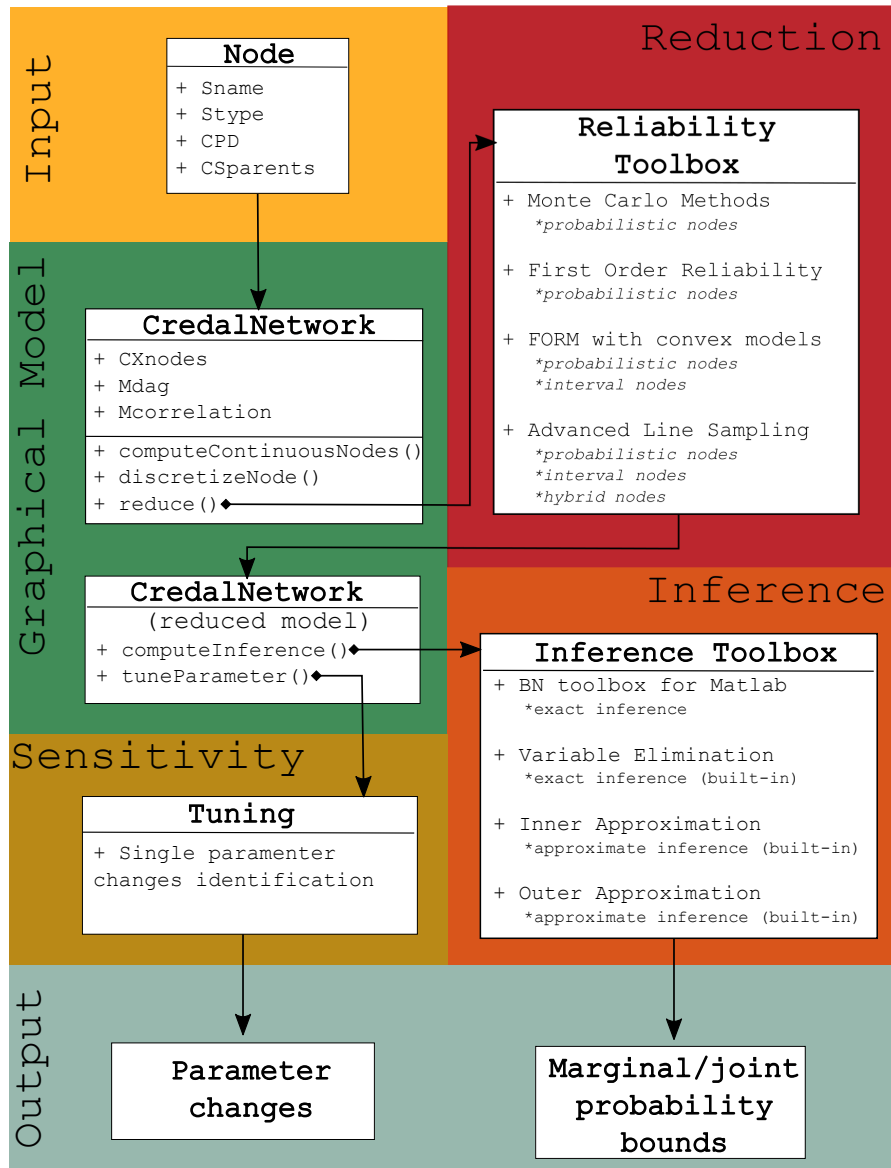 Input
Node
+ Sname
+ Stype
+ CPD
+ CSparents
Reduction
Reliability
Toolbox
+ Monte Carlo Methods
*probabilistic nodes
+ First Order Reliability
*probabilistic nodes
+ FORM with convex models
*probabilistic nodes
*interval nodes
+ Advanced Line Sampling
*probabilistic nodes
*interval nodes
*hybrid nodes
Graphical Model
CredalNetwork
+ CXnodes
+ Mdag
+ Mcorrelation
+ computeContinuousNodes()
+ discretizeNode()
+ reduce()
CredalNetwork
(reduced model)
+ computeInference()
+ tuneParameter()
Inference
Inference Toolbox
+ BN toolbox for Matlab
*exact inference
+ Variable Elimination
*exact inference (built-in)
+ Inner Approximation
*approximate inference (built-in)
+ Outer Approximation
*approximate inference (built-in)
Sensitivity
Tuning
+ Single paramenter
changes identification
Output
Parameter
changes
Marginal/joint
probability
bounds